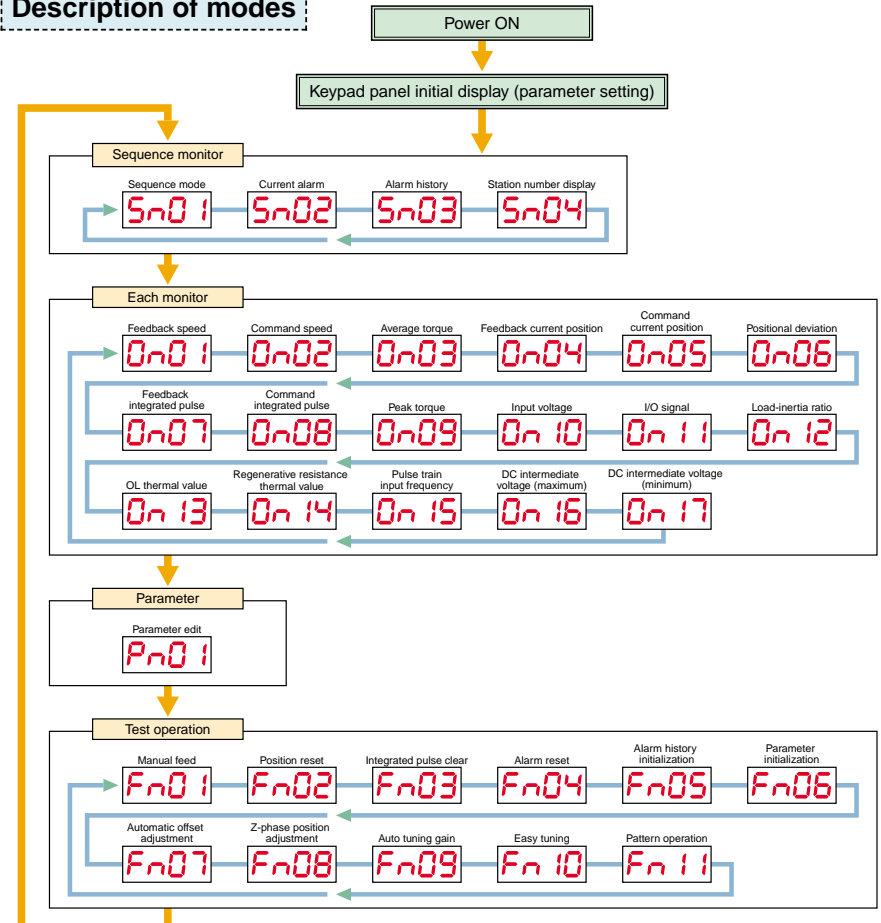 Description of modes
Power ON
Keypad panel initial display (parameter setting)
Sequence monitor
Sequence mode
Current alarm
Alarm history
Station number display
Sn01
Sn02
Sn03
Sn04
Each monitor
Feedback speed
Command speed
Average torque
Feedback current position
Command
current position
Positional deviation
On01
On02
On03
On04
On05
On06
Feedback
integrated pulse
Command
integrated pulse
Peak torque
Input voltage
I/O signal
Load-inertia ratio
On07
On08
On09
On10
On11
On12
OL thermal value
Regenerative resistance
thermal value
Pulse train
input frequency
DC intermediate
voltage (maximum)
DC intermediate voltage
(minimum)
On13
On14
On15
On16
On17
Parameter
Parameter edit
Pn01
Test operation
Manual feed
Position reset
Integrated pulse clear
Alarm reset
Alarm history
initialization
Parameter
initialization
Fn01
Fn02
Fn03
Fn04
Fn05
Fn06
Automatic offset
adjustment
Z-phase position
adjustment
Auto tuning gain
Easy tuning
Pattern operation
Fn07
Fn08
Fn09
Fn10
Fn11